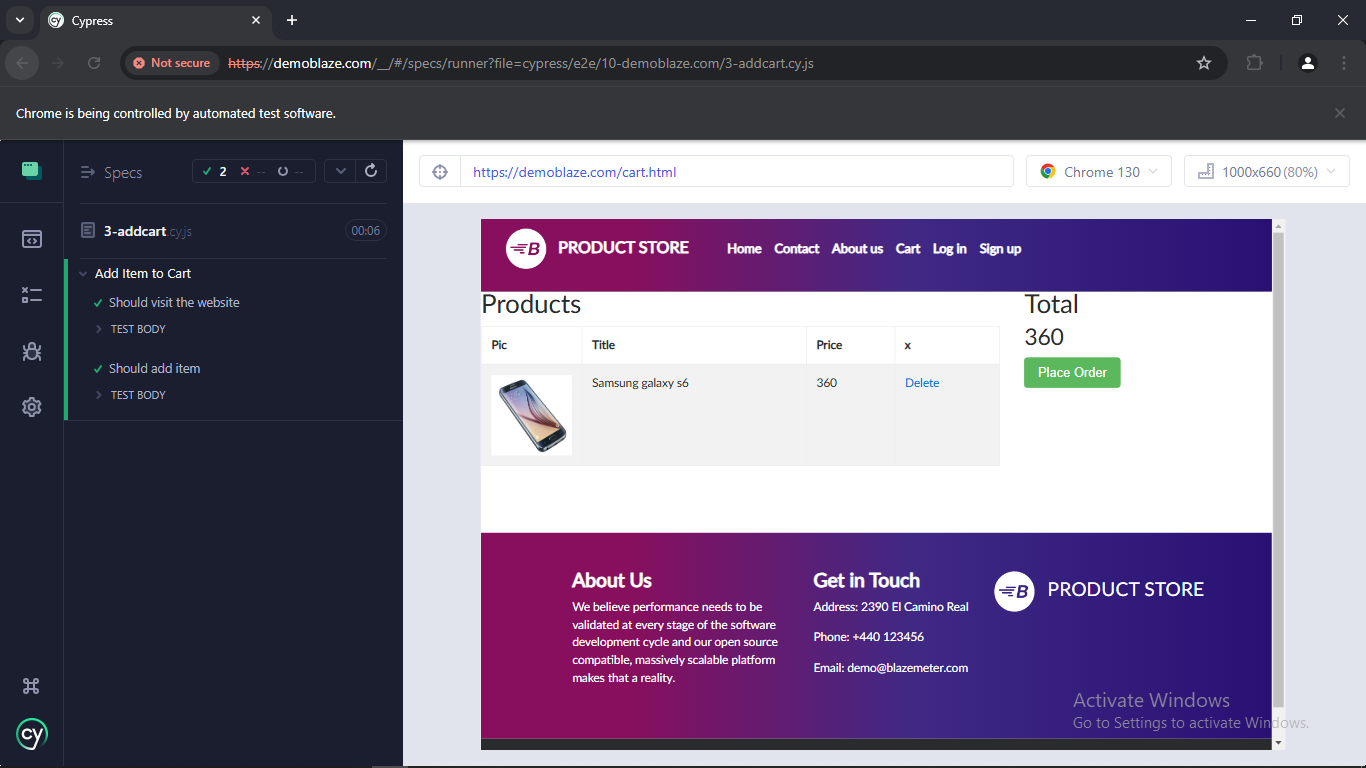 Cypress
Not secure https://demoblaze.com/__/#/specs/runner?file=cypress/e2e/10-demoblaze.com/3-addcart.cy.js
Chrome is being controlled by automated test software.
Specs
2 -- --
3-addcart.cy.js 00:06
Add Item to Cart
Should visit the website
TEST BODY
Should add item
TEST BODY
cy
https://demoblaze.com/cart.html
Chrome 130
1000x660 (80%)
B PRODUCT STORE Home Contact About us Cart Log in Sign up
Products
Pic Title Price x
Samsung galaxy s6 360 Delete
Total
360
Place Order
About Us
We believe performance needs to be
validated at every stage of the software
development cycle and our open source
compatible, massively scalable platform
makes that a reality.
Get in Touch
Address: 2390 El Camino Real
Phone: +440 123456
Email: demo@blazemeter.com
B PRODUCT STORE
Activate Windows
Go to Settings to activate Windows.